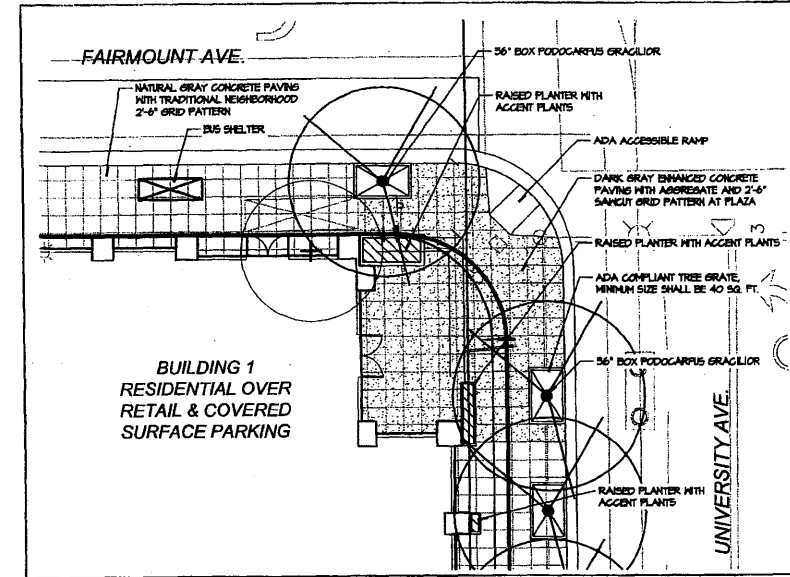 FAIRMOUNT AVE.
NATURAL GRAY CONCRETE PAVING
WITH TRADITIONAL NEIGHBORHOOD
2'-6" GRID PATTERN
BUS SHELTER
36" BOX PODOCARPUS GRACILIOR
RAISED PLANTER WITH
ACCENT PLANTS
ADA ACCESSIBLE RAMP
DARK GRAY ENHANCED CONCRETE
PAVING WITH AGGREGATE AND 2'-6"
SAWCUT GRID PATTERN AT PLAZA
RAISED PLANTER WITH ACCENT PLANTS
ADA COMPLIANT TREE GRATE,
MINIMUM SIZE SHALL BE 40 SQ. FT.
36" BOX PODOCARPUS GRACILIOR
BUILDING 1
RESIDENTIAL OVER
RETAIL & COVERED
SURFACE PARKING
RAISED PLANTER WITH
ACCENT PLANTS
UNIVERSITY AVE.